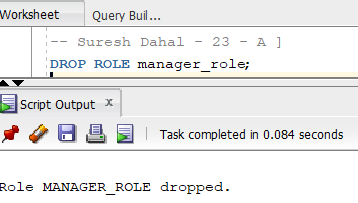 Worksheet Query Buil...
-- Suresh Dahal - 23 - A ]
DROP ROLE manager_role;
Script Output x
Task completed in 0.084 seconds
Role MANAGER_ROLE dropped.